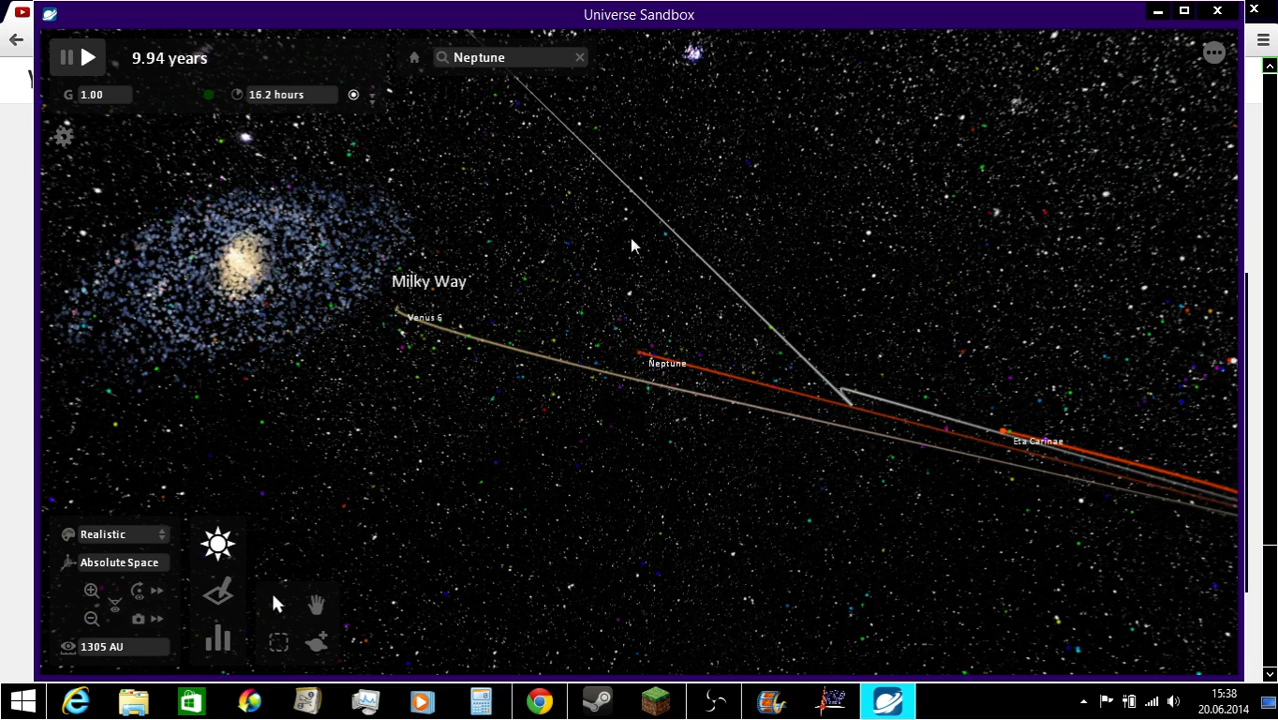 Universe Sandbox
9.94 years
Neptune
G 1.00
16.2 hours
Milky Way
Venus 6
Neptune
Eta Carinae
Realistic
Absolute Space
1305 AU
15:38
20.06.2014